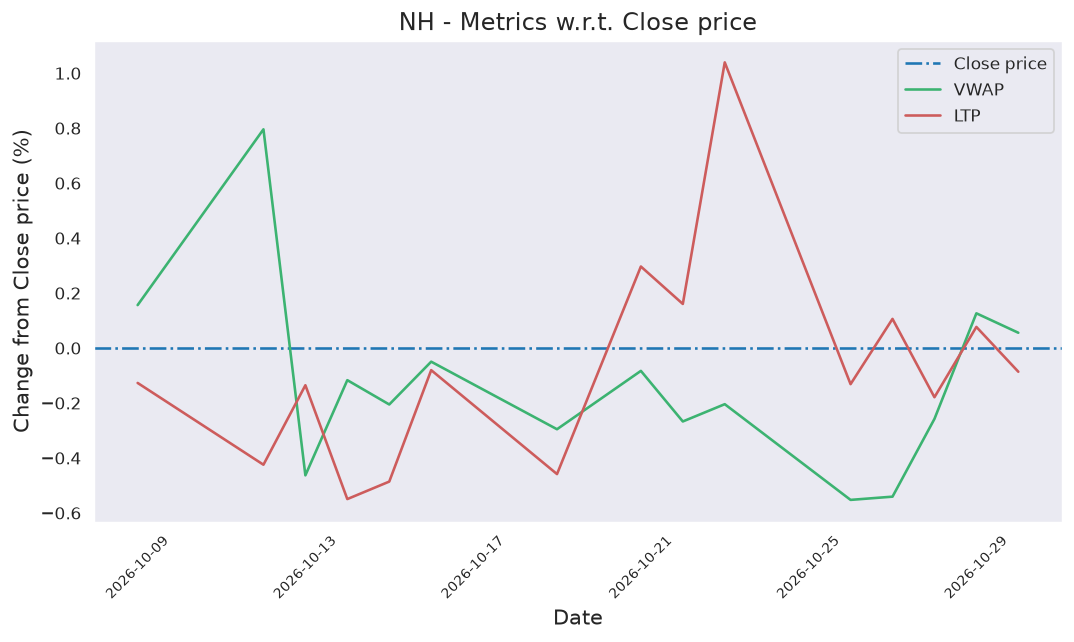 NH - Metrics w.r.t. Close price
Close price
VWAP
LTP
Change from Close price (%)
1.0
0.8
0.6
0.4
0.2
0.0
−0.2
−0.4
−0.6
2026-10-09
2026-10-13
2026-10-17
2026-10-21
2026-10-25
2026-10-29
Date